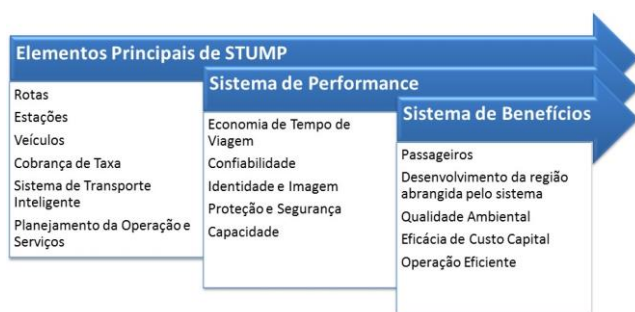 Elementos Principais de STUMP
Rotas
Estações
Veículos
Cobrança de Taxa
Sistema de Transporte
Inteligente
Planejamento da Operação e
Serviços
Sistema de Performance
Economia de Tempo de
Viagem
Confiabilidade
Identidade e Imagem
Proteção e Segurança
Capacidade
Sistema de Benefícios
Passageiros
Desenvolvimento da região
abrangida pelo sistema
Qualidade Ambiental
Eficácia de Custo Capital
Operação Eficiente